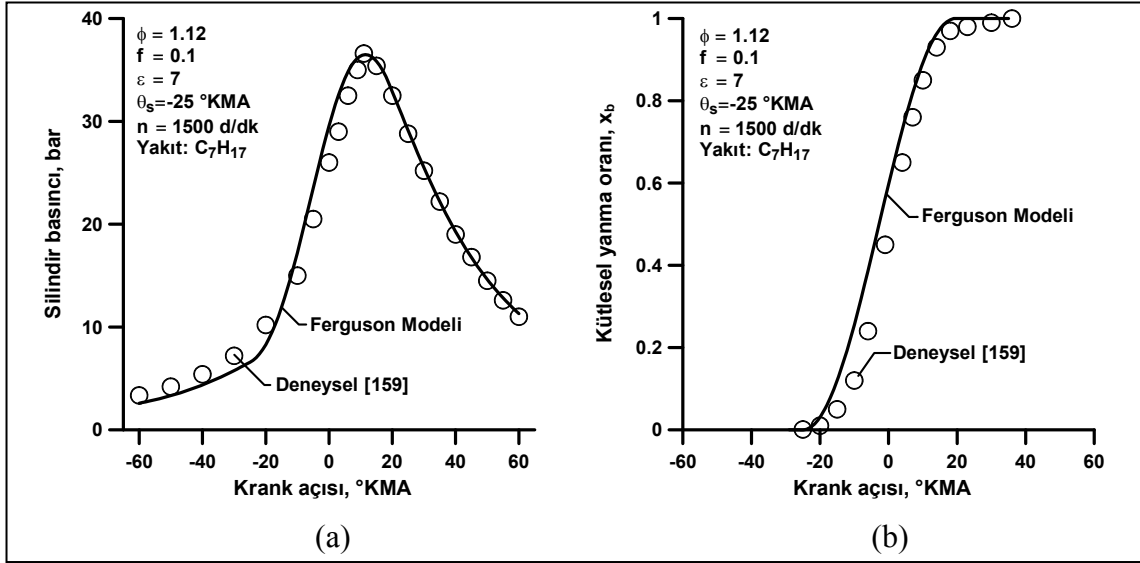 40
30
20
10
0
Silindir basıncı, bar
ϕ = 1.12
f = 0.1
ε = 7
θs=-25 °KMA
n = 1500 d/dk
Yakıt: C7H17
Ferguson Modeli
Deneysel [159]
-60 -40 -20 0 20 40 60
Krank açısı, °KMA
(a)
1
0.8
0.6
0.4
0.2
0
Kütlesel yanma oranı, xb
ϕ = 1.12
f = 0.1
ε = 7
θs=-25 °KMA
n = 1500 d/dk
Yakıt: C7H17
Ferguson Modeli
Deneysel [159]
-60 -40 -20 0 20 40 60
Krank açısı, °KMA
(b)